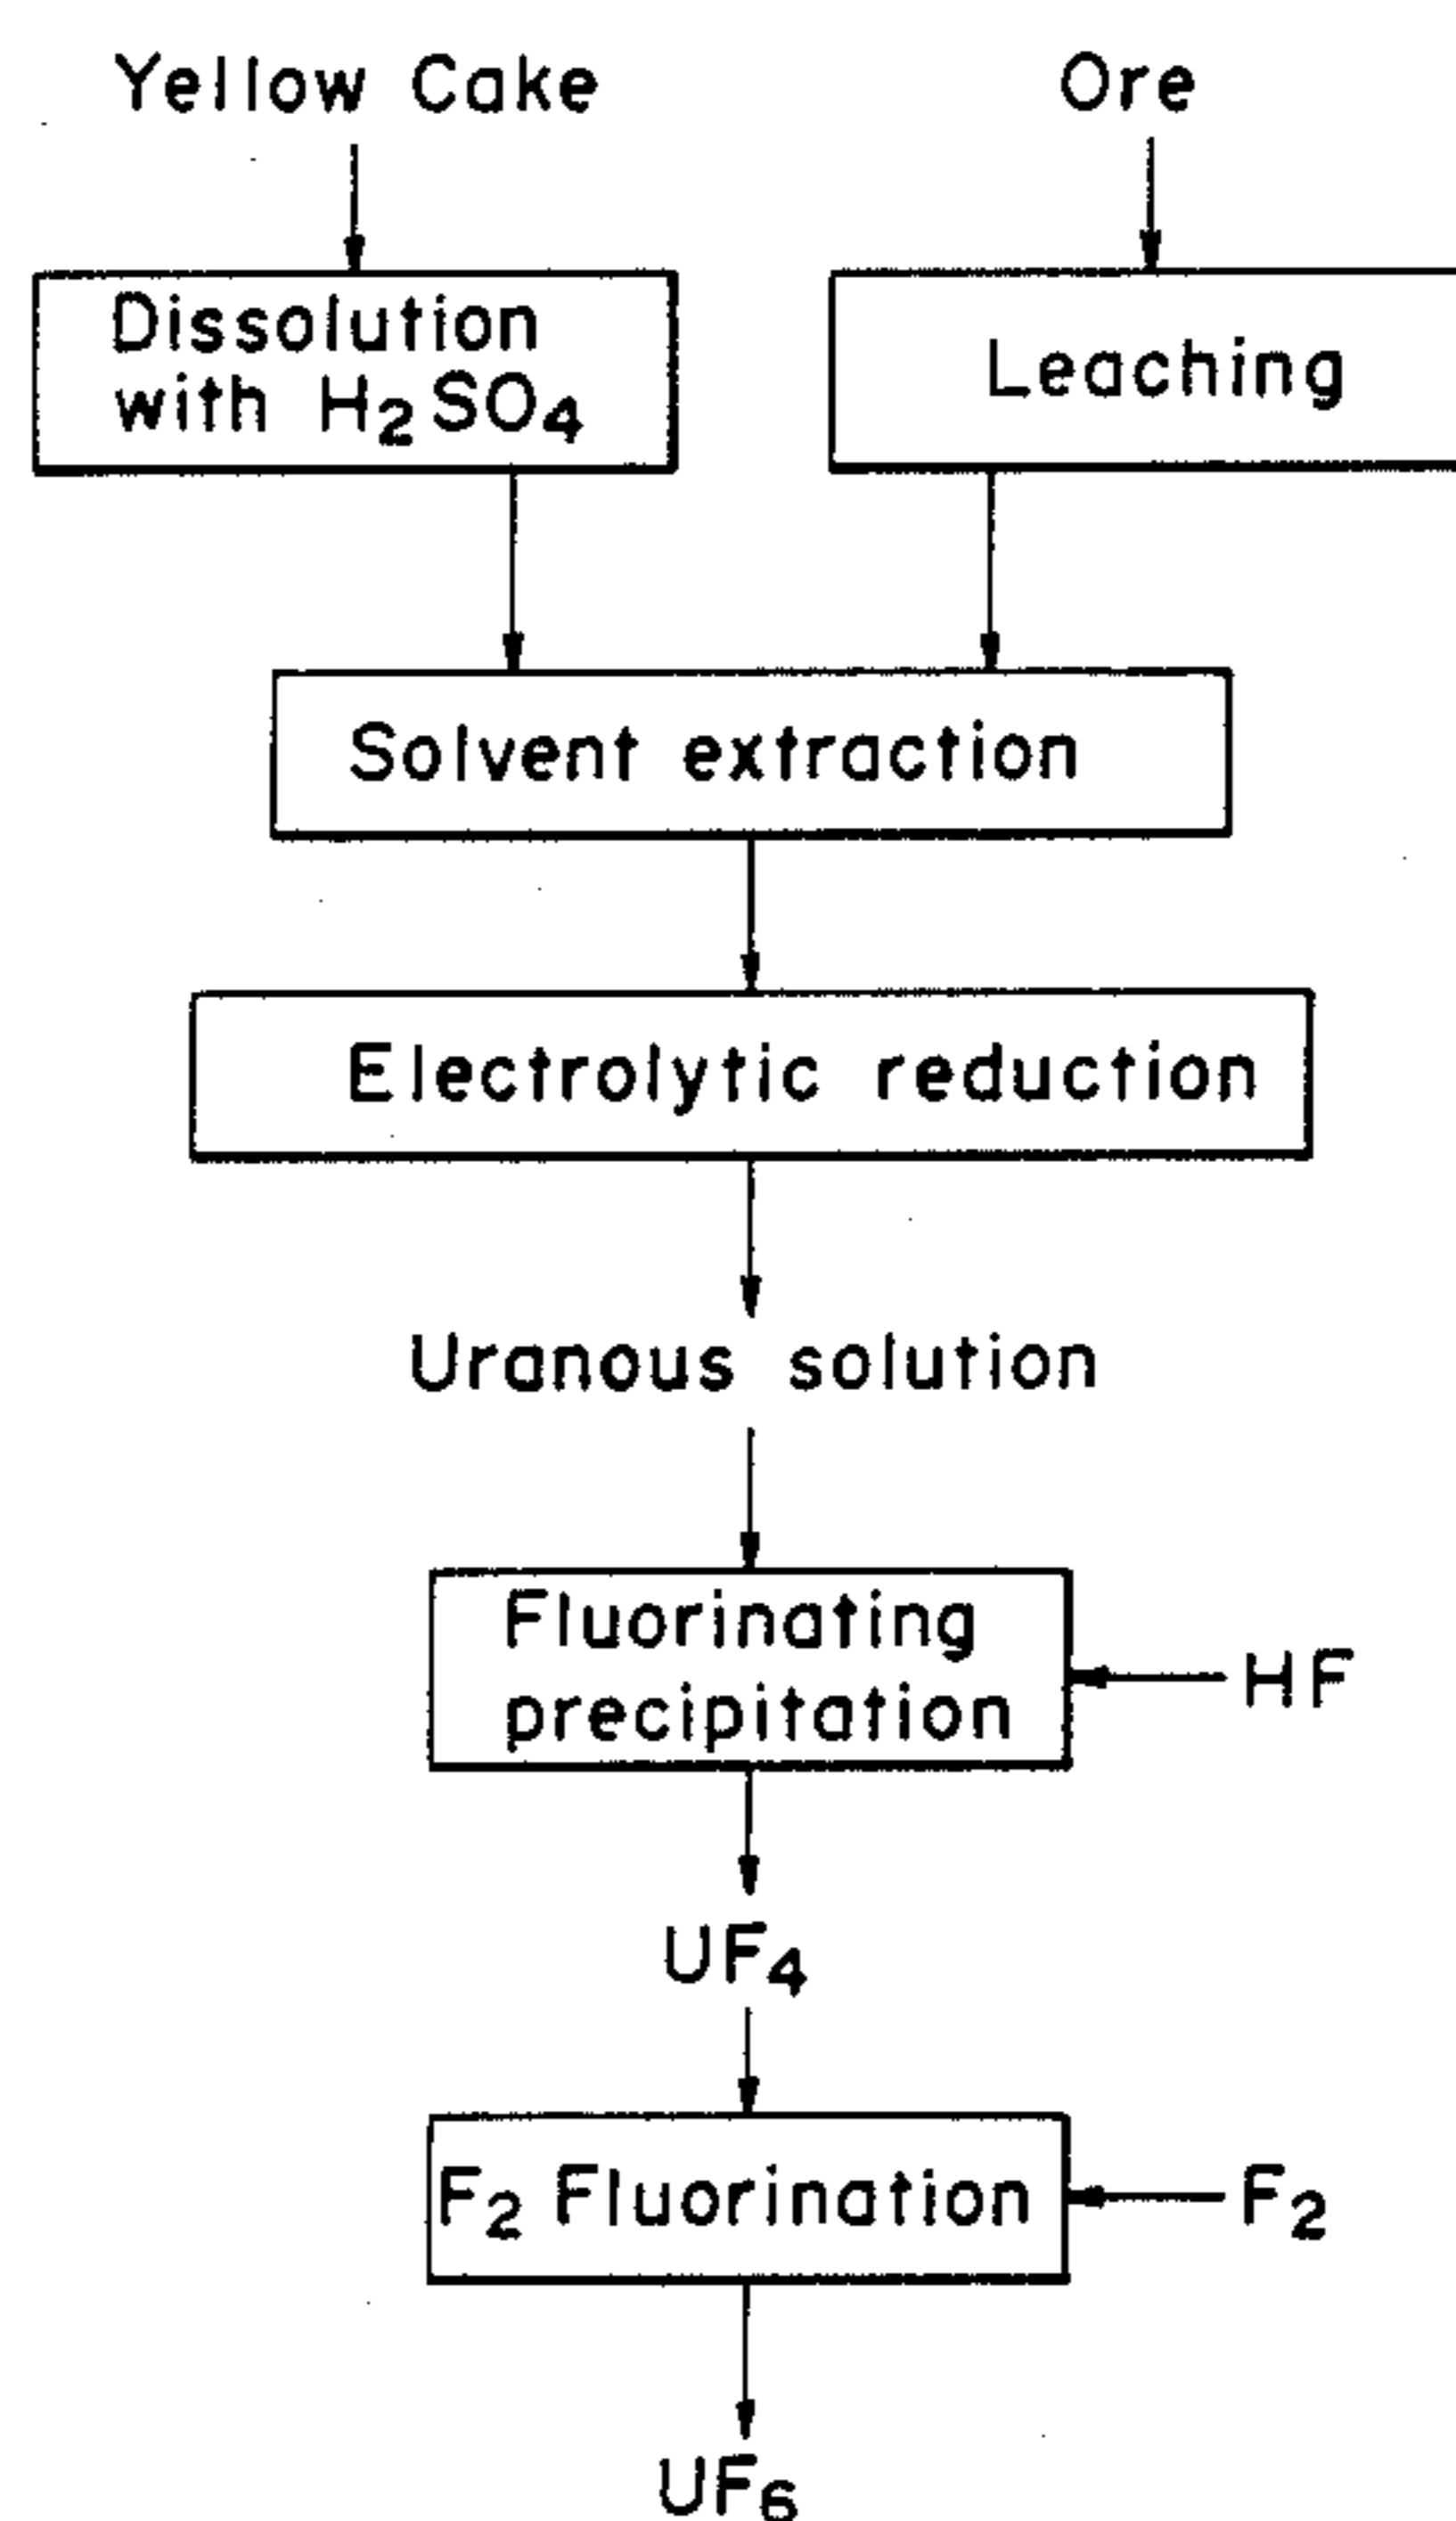 Yellow Cake
Ore
Dissolution
with H₂SO₄
Leaching
Solvent extraction
Electrolytic reduction
Uranous solution
Fluorinating
precipitation
HF
UF₄
F₂ Fluorination
F₂
UF₆